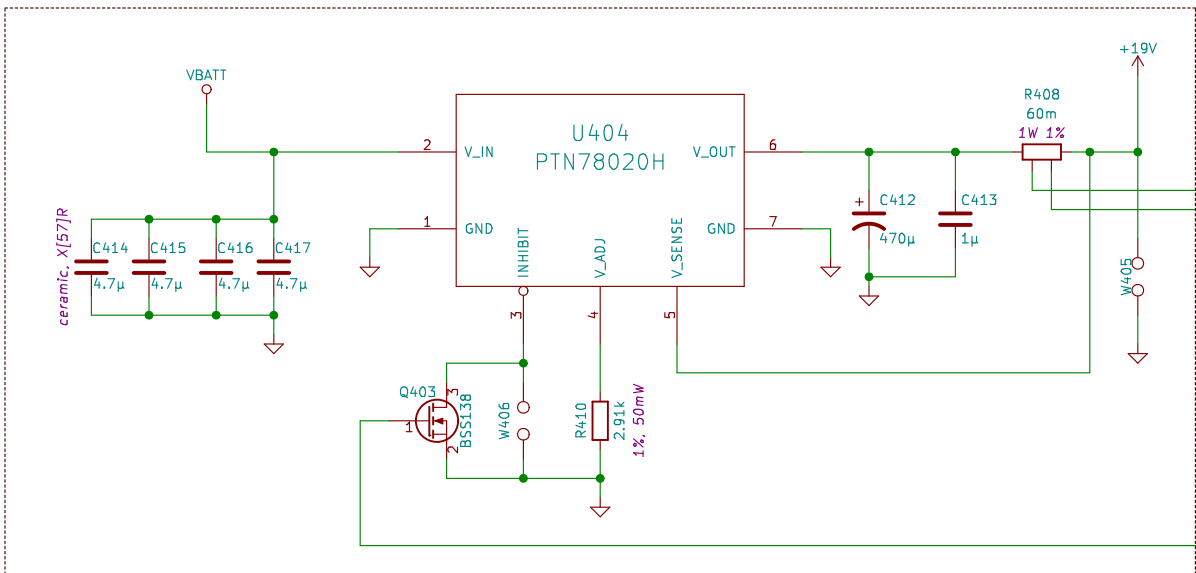 VBATT
+19V
R408
60m
1W 1%
U404
PTN78020H
2
V_IN
V_OUT
6
1
GND
GND
7
INHIBIT
V_ADJ
V_SENSE
3
4
5
C414
4.7µ
C415
4.7µ
C416
4.7µ
C417
4.7µ
ceramic, X[57]R
+
C412
470µ
C413
1µ
W405
Q403
3
1
2
BSS138
W406
R410
2.91k
1%, 50mW